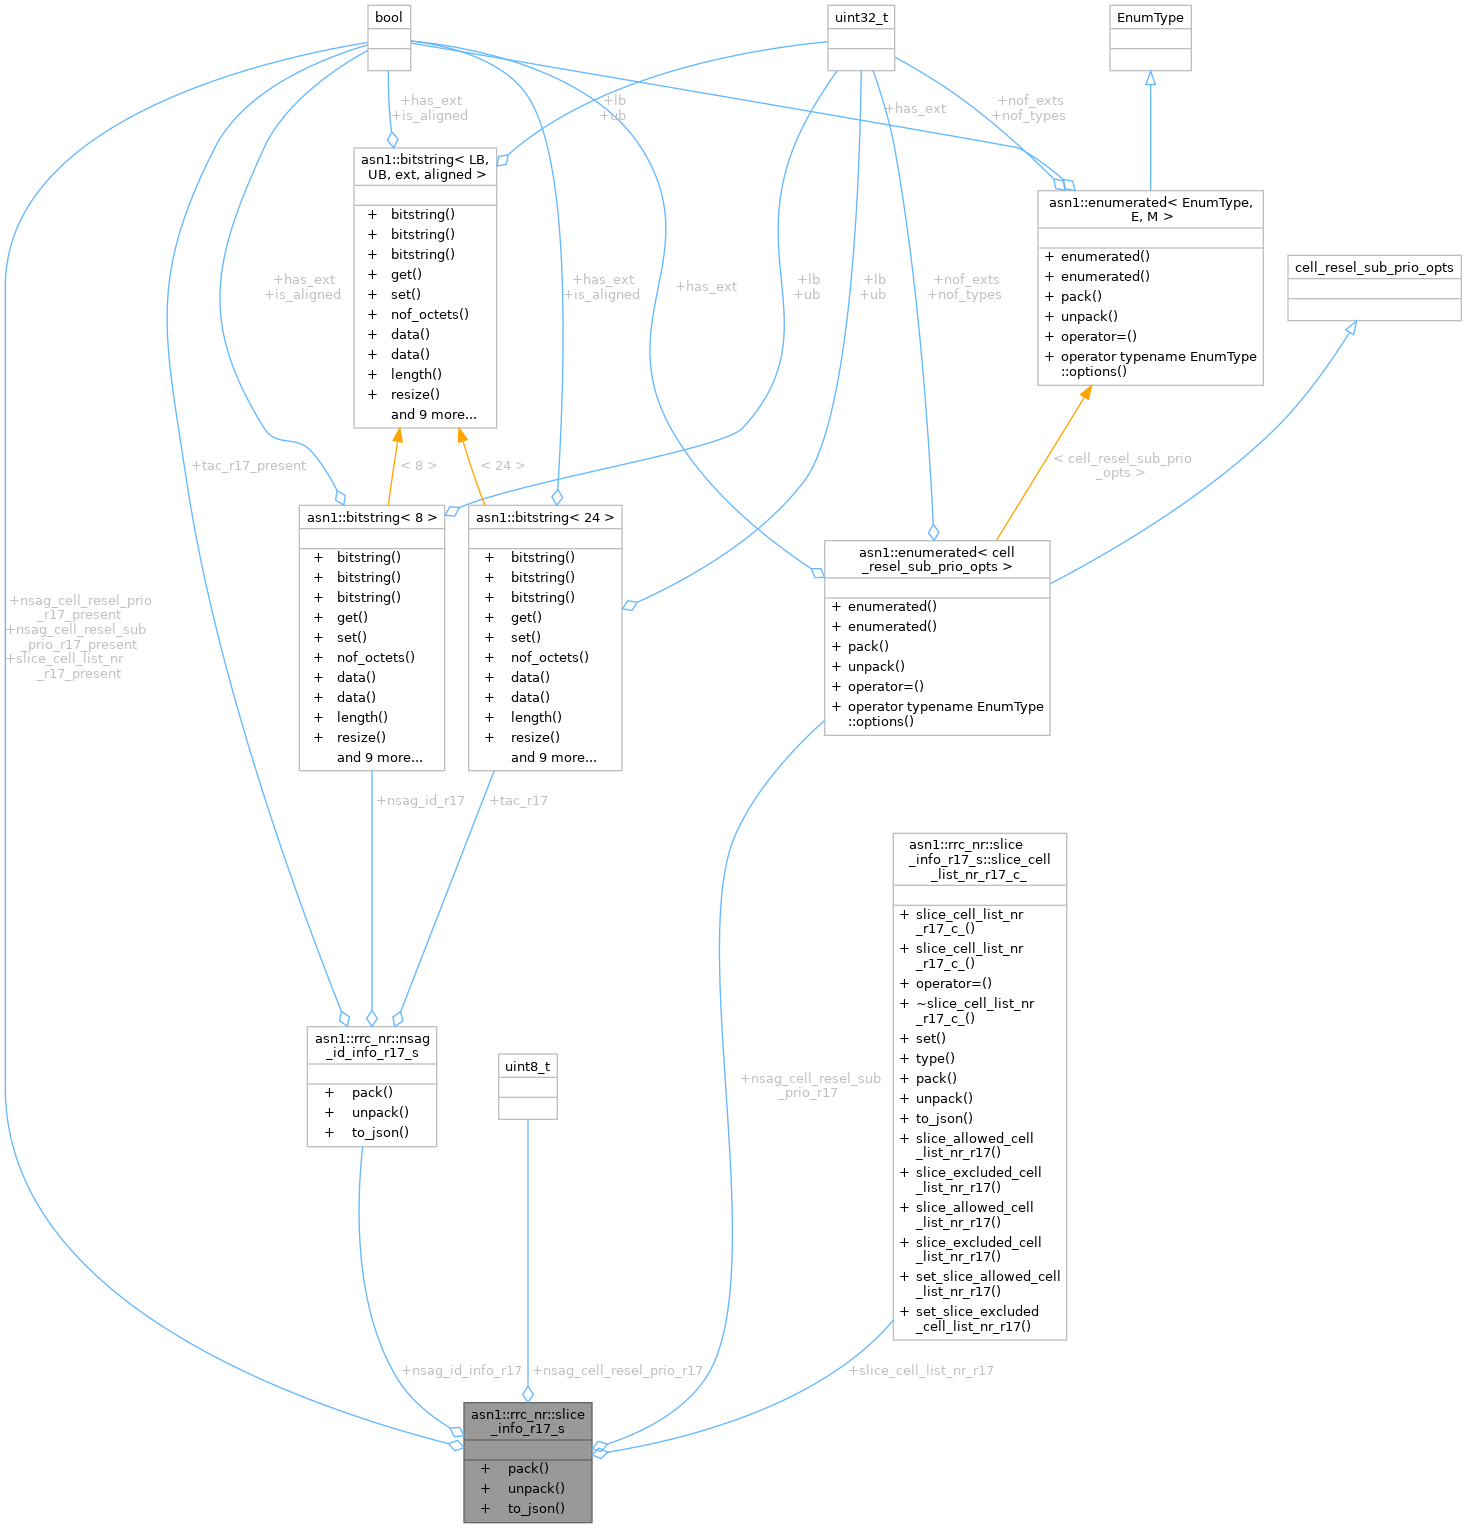 bool
uint32_t
EnumType
+has_ext
+is_aligned
+lb
+ub
+has_ext
+nof_exts
+nof_types
asn1::bitstring< LB,
UB, ext, aligned >
+ bitstring()
+ bitstring()
+ bitstring()
+ get()
+ set()
+ nof_octets()
+ data()
+ data()
+ length()
+ resize()
and 9 more...
asn1::enumerated< EnumType,
E, M >
+ enumerated()
+ enumerated()
+ pack()
+ unpack()
+ operator=()
+ operator typename EnumType
::options()
cell_resel_sub_prio_opts
+has_ext
+is_aligned
+has_ext
+is_aligned
+has_ext
+lb
+ub
+lb
+ub
+nof_exts
+nof_types
+tac_r17_present
< 8 >
< 24 >
< cell_resel_sub_prio
_opts >
asn1::bitstring< 8 >
+ bitstring()
+ bitstring()
+ bitstring()
+ get()
+ set()
+ nof_octets()
+ data()
+ data()
+ length()
+ resize()
and 9 more...
asn1::bitstring< 24 >
+ bitstring()
+ bitstring()
+ bitstring()
+ get()
+ set()
+ nof_octets()
+ data()
+ data()
+ length()
+ resize()
and 9 more...
asn1::enumerated< cell
_resel_sub_prio_opts >
+ enumerated()
+ enumerated()
+ pack()
+ unpack()
+ operator=()
+ operator typename EnumType
::options()
+nsag_cell_resel_prio
_r17_present
+nsag_cell_resel_sub
_prio_r17_present
+slice_cell_list_nr
_r17_present
+nsag_id_r17
+tac_r17
asn1::rrc_nr::slice
_info_r17_s::slice_cell
_list_nr_r17_c_
+ slice_cell_list_nr
_r17_c_()
+ slice_cell_list_nr
_r17_c_()
+ operator=()
+ ~slice_cell_list_nr
_r17_c_()
+ set()
+ type()
+ pack()
+ unpack()
+ to_json()
+ slice_allowed_cell
_list_nr_r17()
+ slice_excluded_cell
_list_nr_r17()
+ slice_allowed_cell
_list_nr_r17()
+ slice_excluded_cell
_list_nr_r17()
+ set_slice_allowed_cell
_list_nr_r17()
+ set_slice_excluded
_cell_list_nr_r17()
asn1::rrc_nr::nsag
_id_info_r17_s
+ pack()
+ unpack()
+ to_json()
uint8_t
+nsag_cell_resel_sub
_prio_r17
+nsag_id_info_r17
+nsag_cell_resel_prio_r17
+slice_cell_list_nr_r17
asn1::rrc_nr::slice
_info_r17_s
+ pack()
+ unpack()
+ to_json()